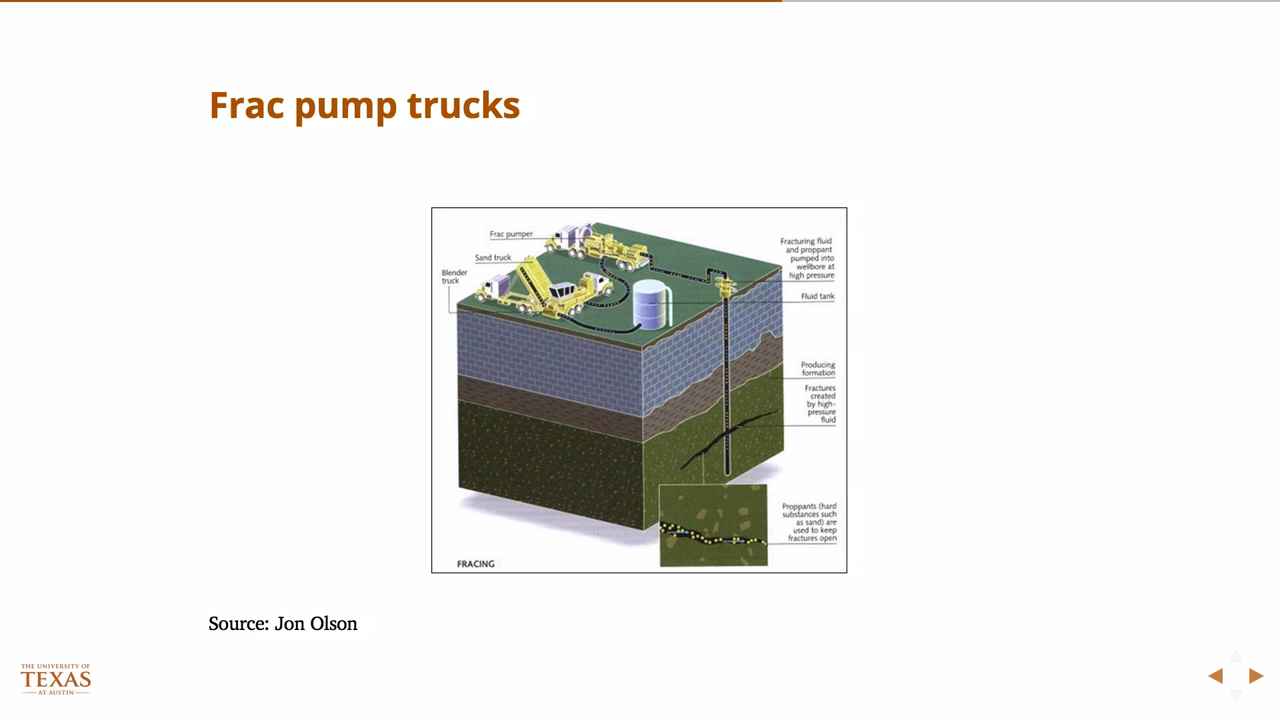 Frac pump trucks
Frac pumper
Sand truck
Blender
truck
Fracturing fluid
and proppant
pumped into
wellbore at
high pressure
Fluid tank
Producing
formation
Fractures
created
by high-
pressure
fluid
Proppants (hard
substances such
as sand) are
used to keep
fractures open
FRACING
Source: Jon Olson
THE UNIVERSITY OF
TEXAS
AT AUSTIN